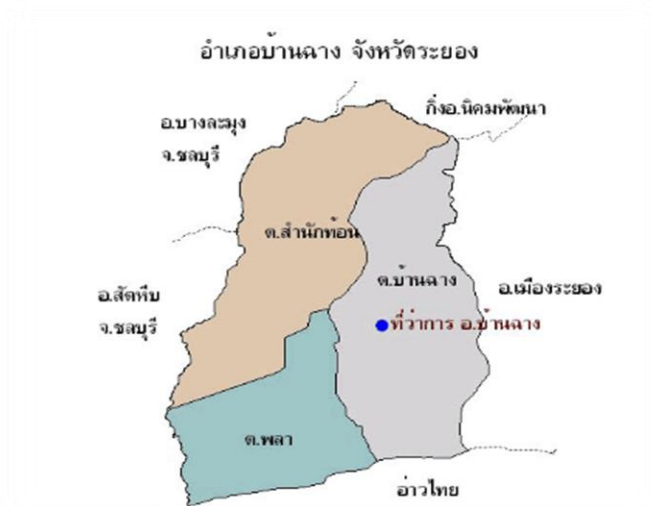 อำเภอบ้านฉาง จังหวัดระยอง
กิ่งอ.นิคมพัฒนา
อ.บางละมุง
จ.ชลบุรี
ต.สำนักท้อน
ต.บ้านฉาง
อ.เมืองระยอง
อ.สัตหีบ
จ.ชลบุรี
ที่ว่าการ อ.บ้านฉาง
ต.พลา
อ่าวไทย